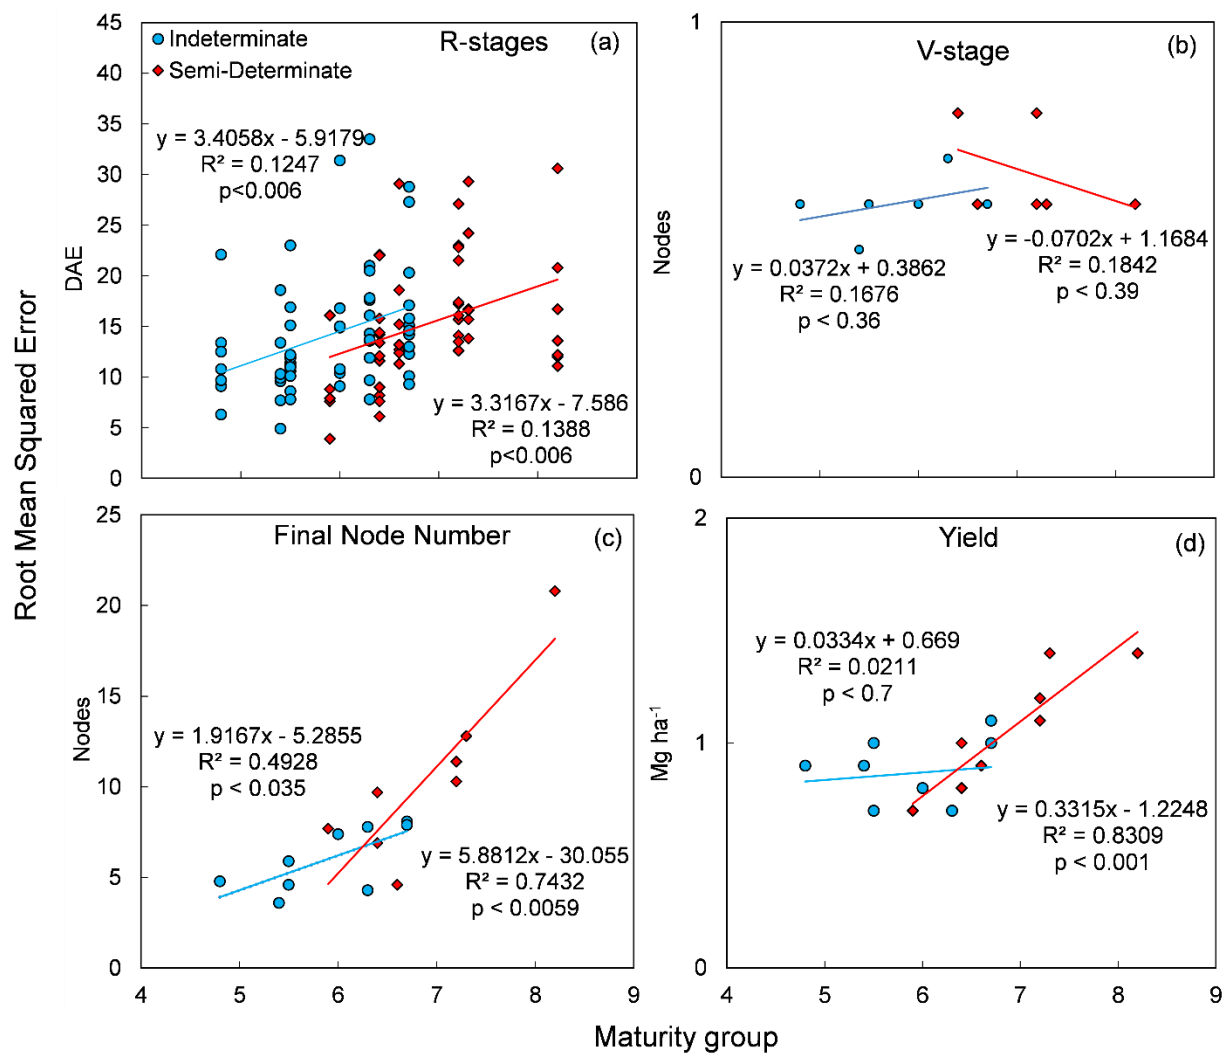 Root Mean Squared Error
R-stages
(a)
Indeterminate
Semi-Determinate
45
40
35
30
25
20
15
10
5
0
DAE
y = 3.4058x - 5.9179
R² = 0.1247
p<0.006
y = 3.3167x - 7.586
R² = 0.1388
p<0.006
V-stage
(b)
1
0
Nodes
y = 0.0372x + 0.3862
R² = 0.1676
p < 0.36
y = -0.0702x + 1.1684
R² = 0.1842
p < 0.39
Final Node Number
(c)
25
20
15
10
5
0
Nodes
y = 1.9167x - 5.2855
R² = 0.4928
p < 0.035
y = 5.8812x - 30.055
R² = 0.7432
p < 0.0059
4 5 6 7 8 9
Yield
(d)
2
1
0
Mg ha⁻¹
y = 0.0334x + 0.669
R² = 0.0211
p < 0.7
y = 0.3315x - 1.2248
R² = 0.8309
p < 0.001
4 5 6 7 8 9
Maturity group